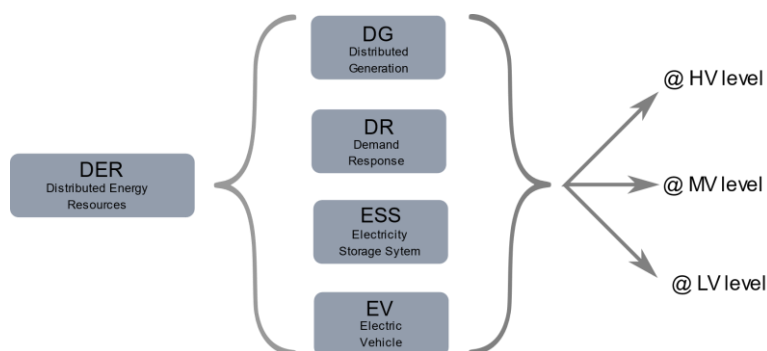 DER
Distributed Energy
Resources
DG
Distributed
Generation
DR
Demand
Response
ESS
Electricity
Storage Sytem
EV
Electric
Vehicle
@ HV level
@ MV level
@ LV level